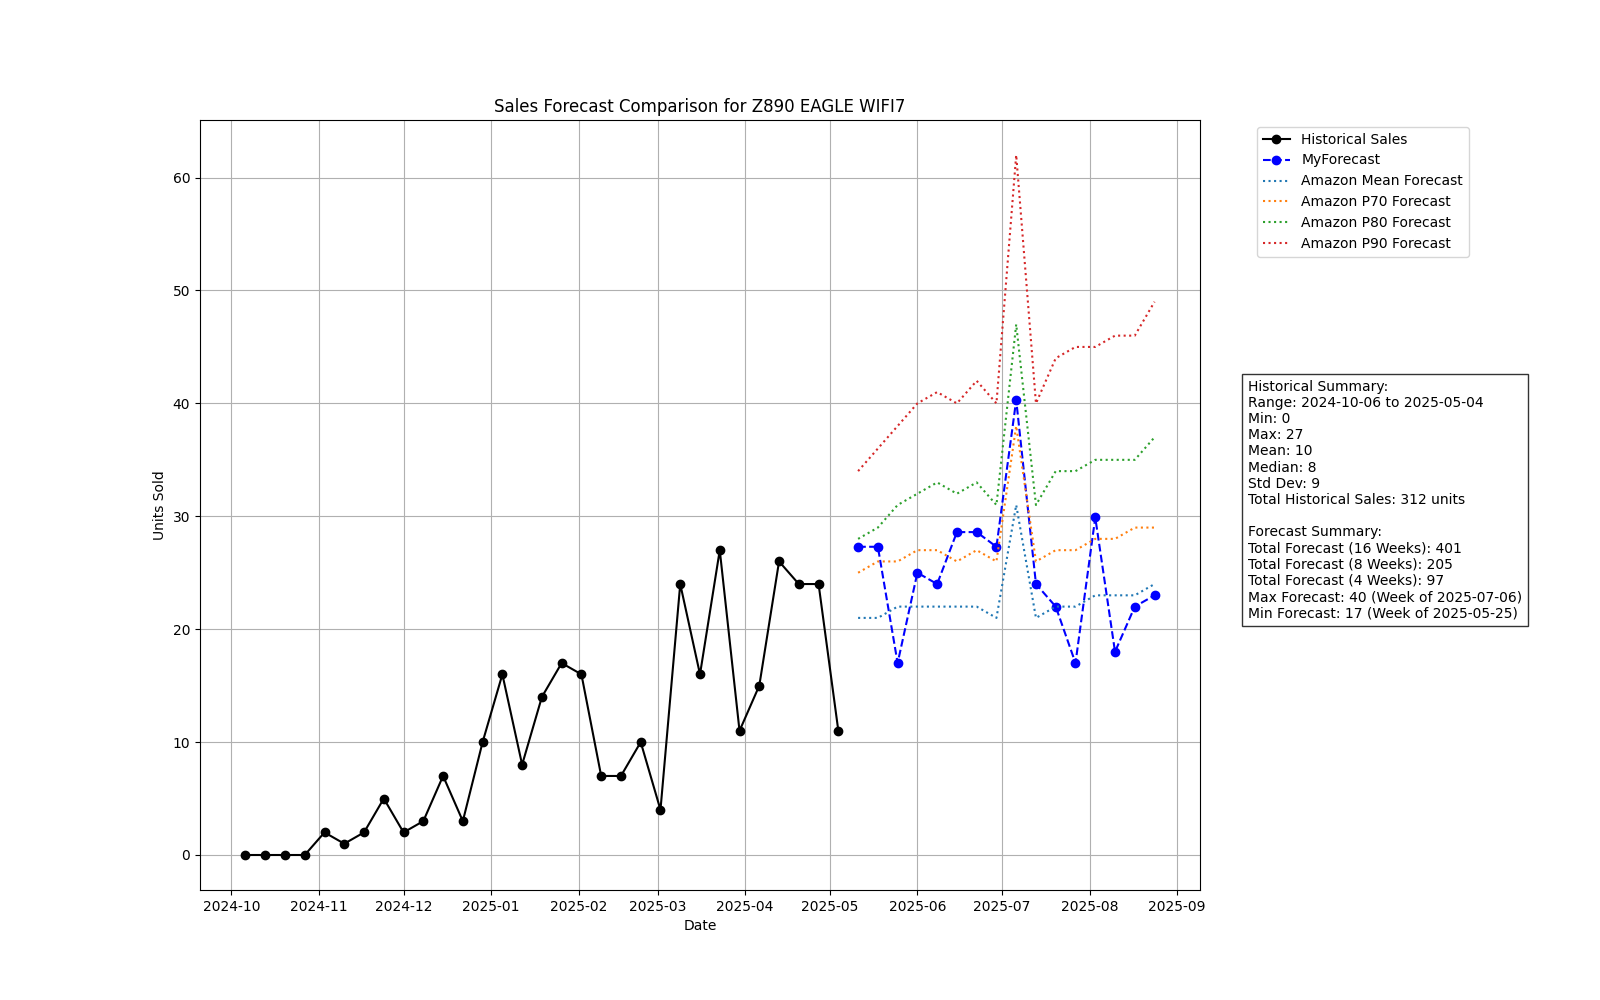 Sales Forecast Comparison for Z890 EAGLE WIFI7
Historical Sales
MyForecast
Amazon Mean Forecast
Amazon P70 Forecast
Amazon P80 Forecast
Amazon P90 Forecast
60
50
40
30
20
10
0
Units Sold
2024-10
2024-11
2024-12
2025-01
2025-02
2025-03
2025-04
2025-05
2025-06
2025-07
2025-08
2025-09
Date
Historical Summary:
Range: 2024-10-06 to 2025-05-04
Min: 0
Max: 27
Mean: 10
Median: 8
Std Dev: 9
Total Historical Sales: 312 units
Forecast Summary:
Total Forecast (16 Weeks): 401
Total Forecast (8 Weeks): 205
Total Forecast (4 Weeks): 97
Max Forecast: 40 (Week of 2025-07-06)
Min Forecast: 17 (Week of 2025-05-25)